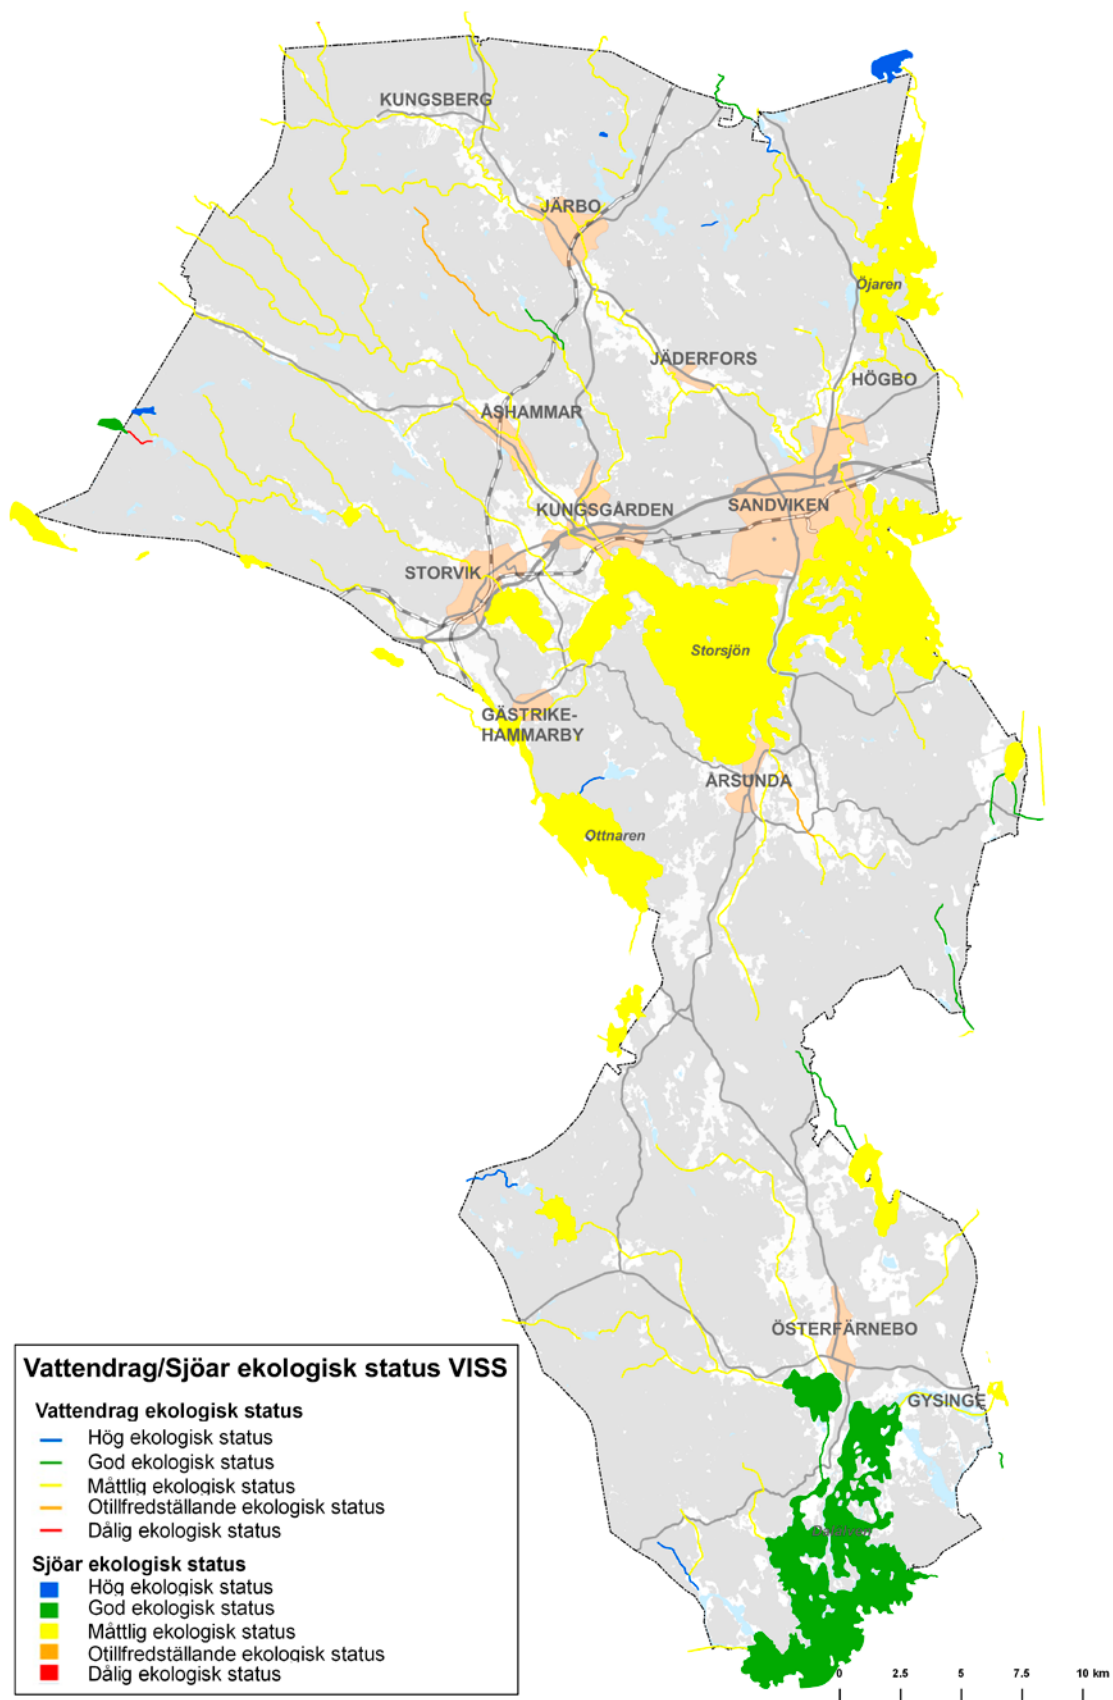 KUNGSBERG
JÄRBO
Öjaren
JÄDERFORS
HÖGBO
ÅSHAMMAR
KUNGSGÅRDEN
SANDVIKEN
STORVIK
Storsjön
GÄSTRIKE-
HAMMARBY
ÅRSUNDA
Ottnaren
ÖSTERFÄRNEBO
GYSINGE
Dalälven
Vattendrag/Sjöar ekologisk status VISS
Vattendrag ekologisk status
Hög ekologisk status
God ekologisk status
Måttlig ekologisk status
Otillfredställande ekologisk status
Dålig ekologisk status
Sjöar ekologisk status
Hög ekologisk status
God ekologisk status
Måttlig ekologisk status
Otillfredställande ekologisk status
Dålig ekologisk status
0 2.5 5 7.5 10 km